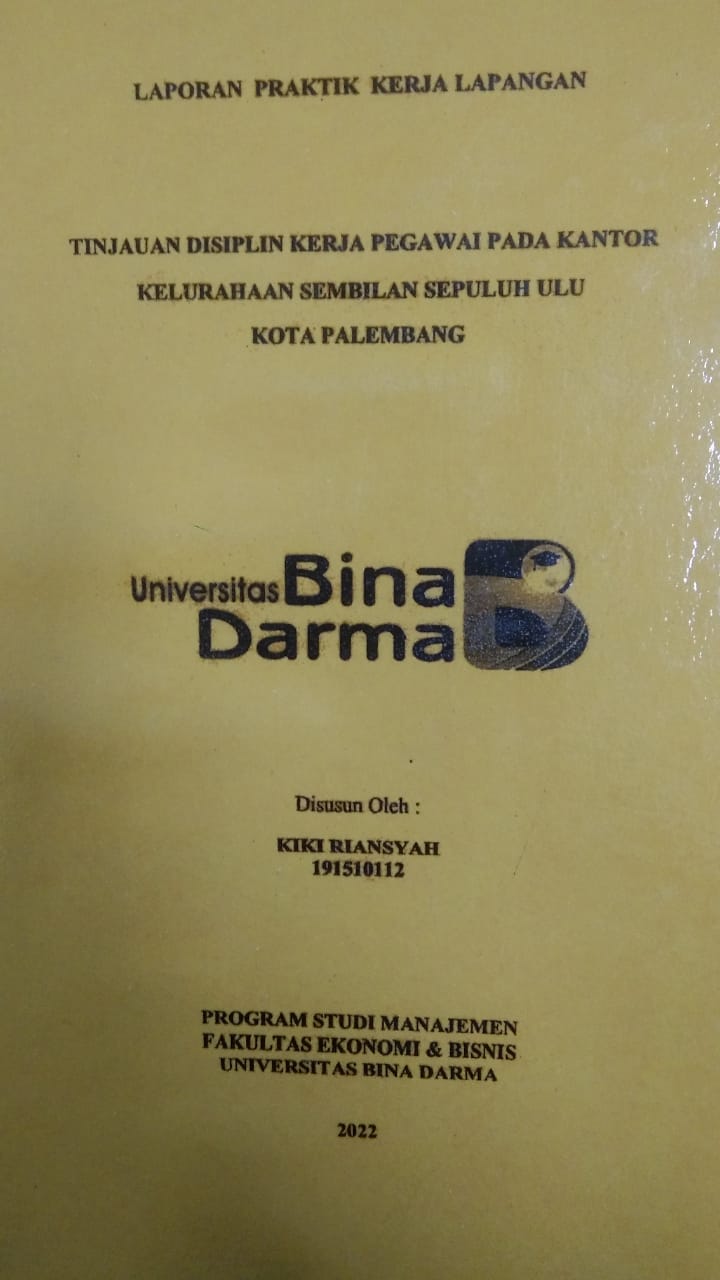 LAPORAN PRAKTIK KERJA LAPANGAN
TINJAUAN DISIPLIN KERJA PEGAWAI PADA KANTOR
KELURAHAAN SEMBILAN SEPULUH ULU
KOTA PALEMBANG
Universitas Bina
Darma
Disusun Oleh :
KIKI RIANSYAH
191510112
PROGRAM STUDI MANAJEMEN
FAKULTAS EKONOMI & BISNIS
UNIVERSITAS BINA DARMA
2022